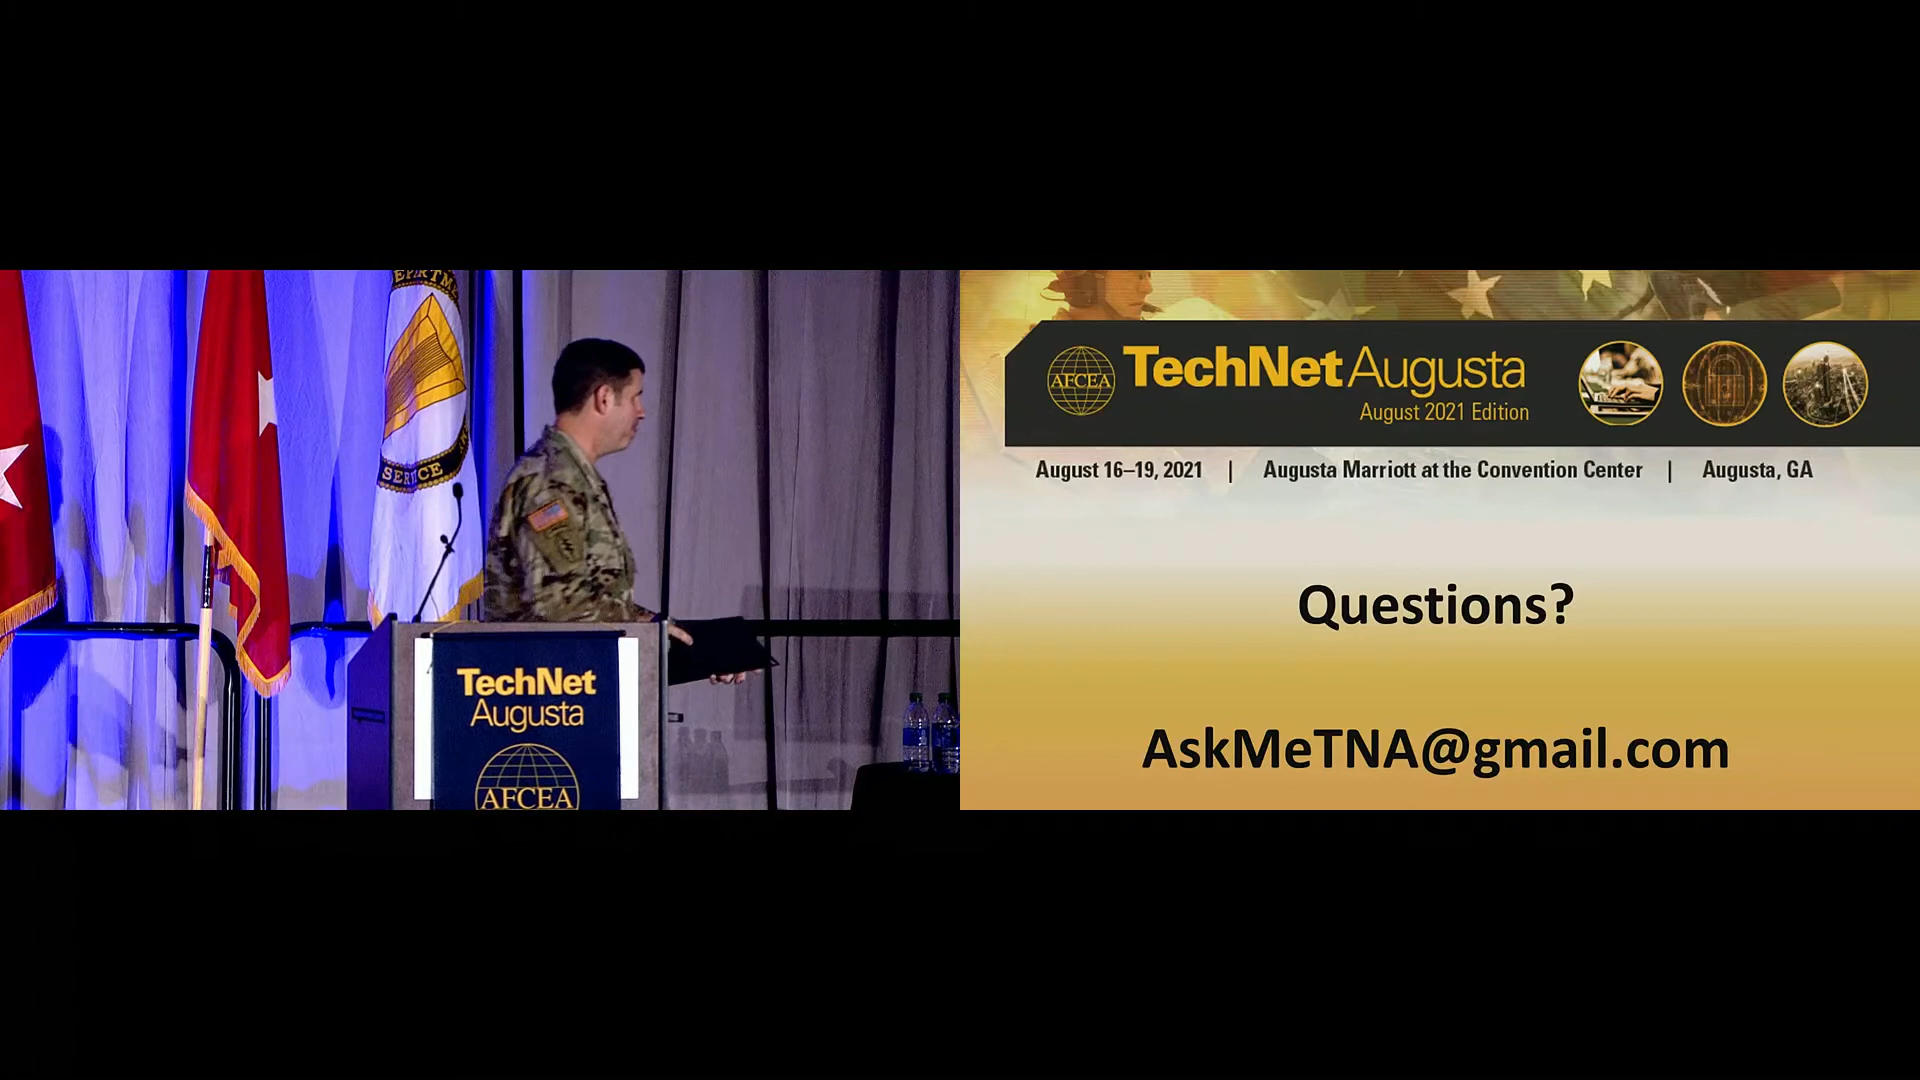 SERVICE
TechNet
Augusta
AFCEA
AFCEA
TechNet Augusta
August 2021 Edition
August 16–19, 2021 | Augusta Marriott at the Convention Center | Augusta, GA
Questions?
AskMeTNA@gmail.com